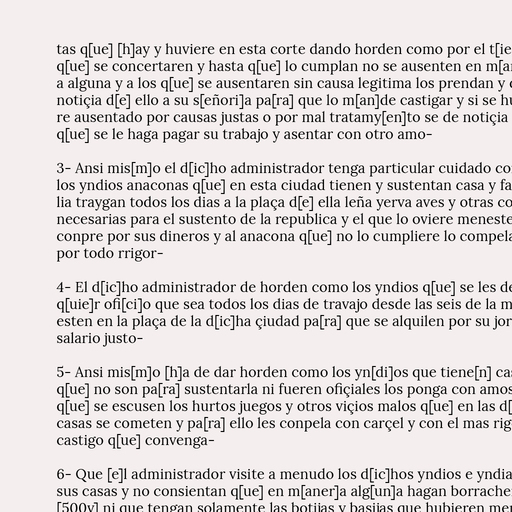 tas q[ue] [h]ay y huviere en esta corte dando horden como por el t[ie
q[ue] se concertaren y hasta q[ue] lo cumplan no se ausenten en m[an
a alguna y a los q[ue] se ausentaren sin causa legitima los prendan y
notiçia d[e] ello a su s[eñori]a pa[ra] que lo m[an]de castigar y si se hu
re ausentado por causas justas o por mal tratamy[en]to se de notiçia
q[ue] se le haga pagar su trabajo y asentar con otro amo-

3- Ansi mis[m]o el d[ic]ho administrador tenga particular cuidado co
los yndios anaconas q[ue] en esta ciudad tienen y sustentan casa y fa
lia traygan todos los dias a la plaça d[e] ella leña yerva aves y otras co
necesarias para el sustento de la republica y el que lo oviere meneste
conpre por sus dineros y al anacona q[ue] no lo cumpliere lo compela
por todo rrigor-

4- El d[ic]ho administrador de horden como los yndios q[ue] se les de
q[uie]r ofi[ci]o que sea todos los dias de travajo desde las seis de la m
esten en la plaça de la d[ic]ha çiudad pa[ra] que se alquilen por su jor
salario justo-

5- Ansi mis[m]o [h]a de dar horden como los yn[di]os que tiene[n] cas
q[ue] no son pa[ra] sustentarla ni fueren ofiçiales los ponga con amos
q[ue] se escusen los hurtos juegos y otros viçios malos q[ue] en las d[
casas se cometen y pa[ra] ello les conpela con carçel y con el mas rig
castigo q[ue] convenga-

6- Que [e]l administrador visite a menudo los d[ic]hos yndios e yndia
sus casas y no consientan q[ue] en m[aner]a alg[un]a hagan borrache
[500v] ni que tengan solamente las botijas y basijas que hubieren me